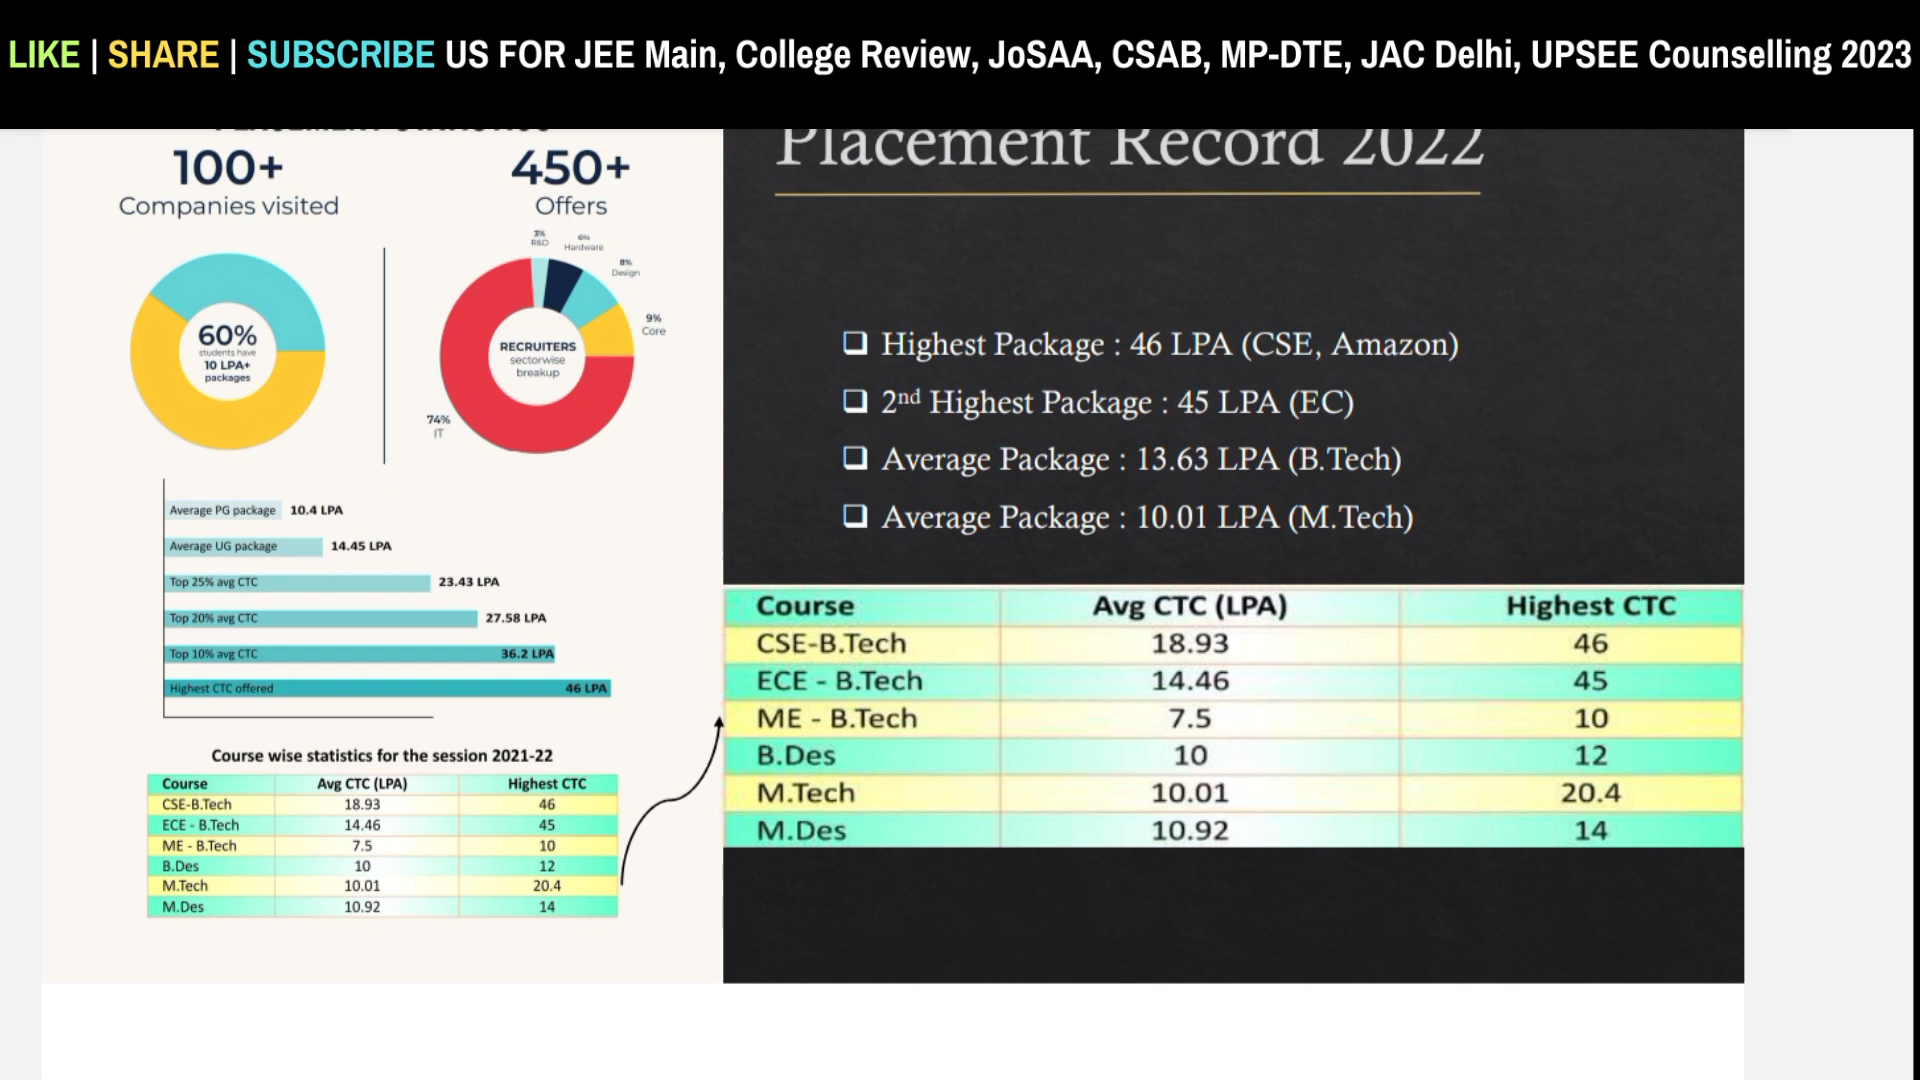 LIKE | SHARE | SUBSCRIBE US FOR JEE Main, College Review, JoSAA, CSAB, MP-DTE, JAC Delhi, UPSEE Counselling 2023
PLACEMENT STATISTICS
100+
Companies visited
450+
Offers
60%
students have
10 LPA+
packages
3%
R&D
6%
Hardware
8%
Design
9%
Core
RECRUITERS
sectorwise
breakup
74%
IT
Average PG package 10.4 LPA
Average UG package 14.45 LPA
Top 25% avg CTC 23.43 LPA
Top 20% avg CTC 27.58 LPA
Top 10% avg CTC 36.2 LPA
Highest CTC offered 46 LPA
Course wise statistics for the session 2021-22
Course Avg CTC (LPA) Highest CTC
CSE-B.Tech 18.93 46
ECE - B.Tech 14.46 45
ME - B.Tech 7.5 10
B.Des 10 12
M.Tech 10.01 20.4
M.Des 10.92 14
Placement Record 2022
Highest Package : 46 LPA (CSE, Amazon)
2nd Highest Package : 45 LPA (EC)
Average Package : 13.63 LPA (B.Tech)
Average Package : 10.01 LPA (M.Tech)
Course Avg CTC (LPA) Highest CTC
CSE-B.Tech 18.93 46
ECE - B.Tech 14.46 45
ME - B.Tech 7.5 10
B.Des 10 12
M.Tech 10.01 20.4
M.Des 10.92 14